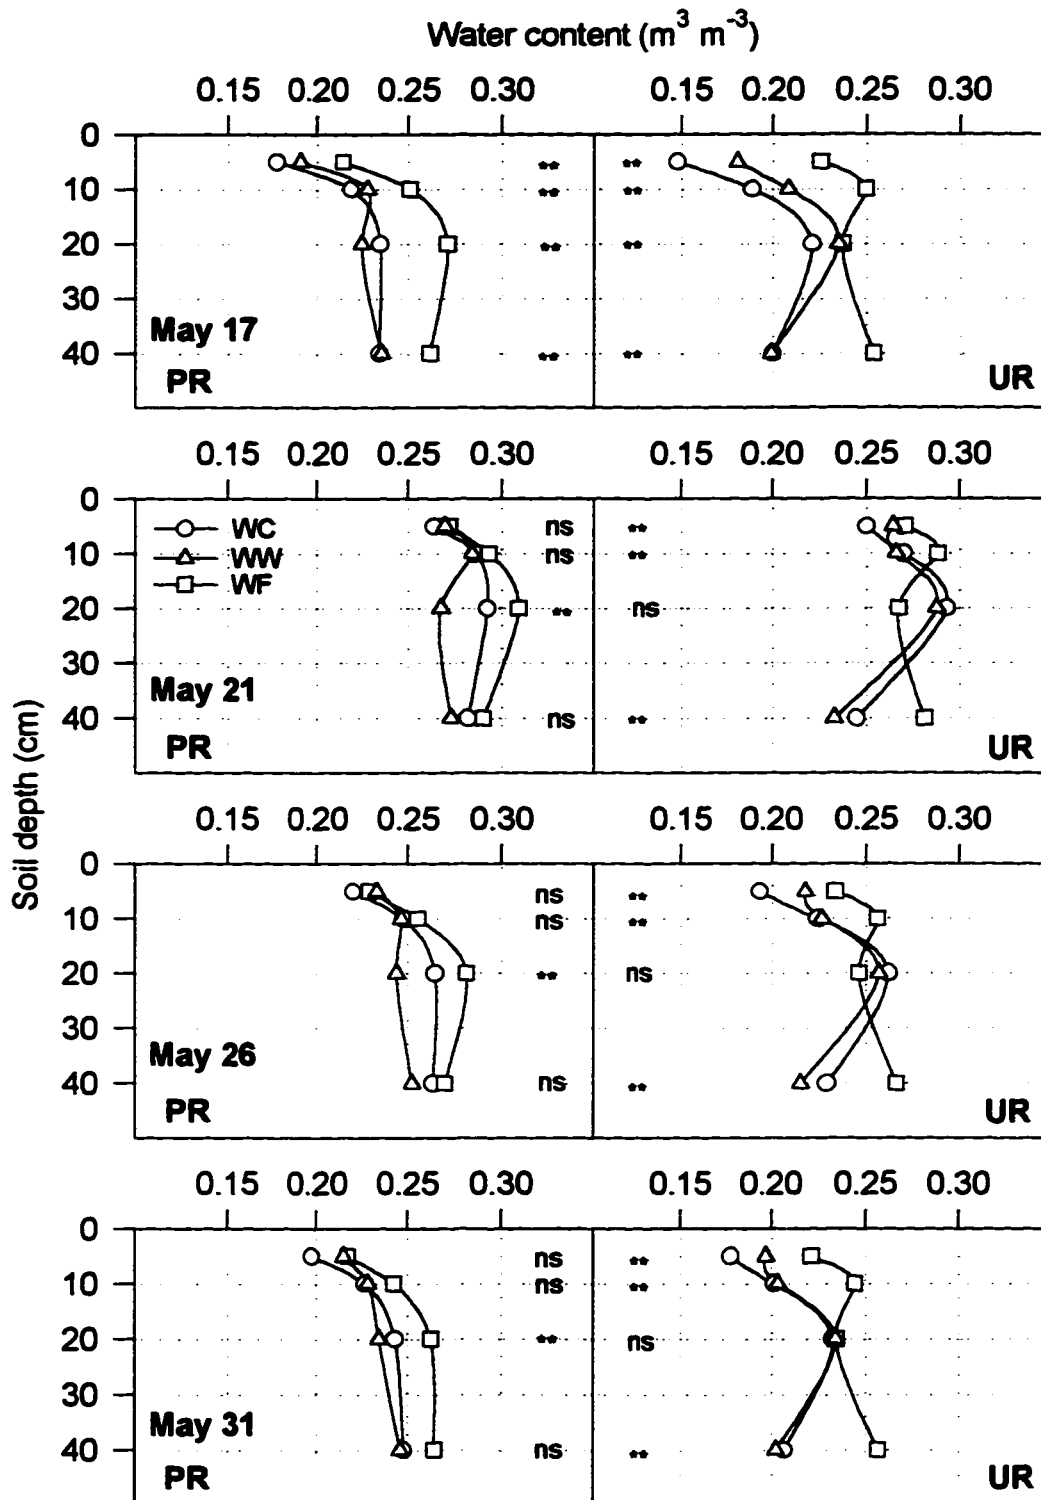 Water content (m³ m⁻³)
0.15 0.20 0.25 0.30 0.15 0.20 0.25 0.30
0
10 ** **
20 ** **
30
40 ** **
** **
May 17
PR UR
0.15 0.20 0.25 0.30 0.15 0.20 0.25 0.30
0
WC ns **
10 WW ns **
WF
20 ** ns
30
May 21
40 ns **
PR UR
Soil depth (cm)
0.15 0.20 0.25 0.30 0.15 0.20 0.25 0.30
0
ns **
10 ns **
20 ** ns
30
May 26
40 ns **
PR UR
0.15 0.20 0.25 0.30 0.15 0.20 0.25 0.30
0
ns **
10 ns **
20 ** ns
30
May 31
40 ns **
PR UR